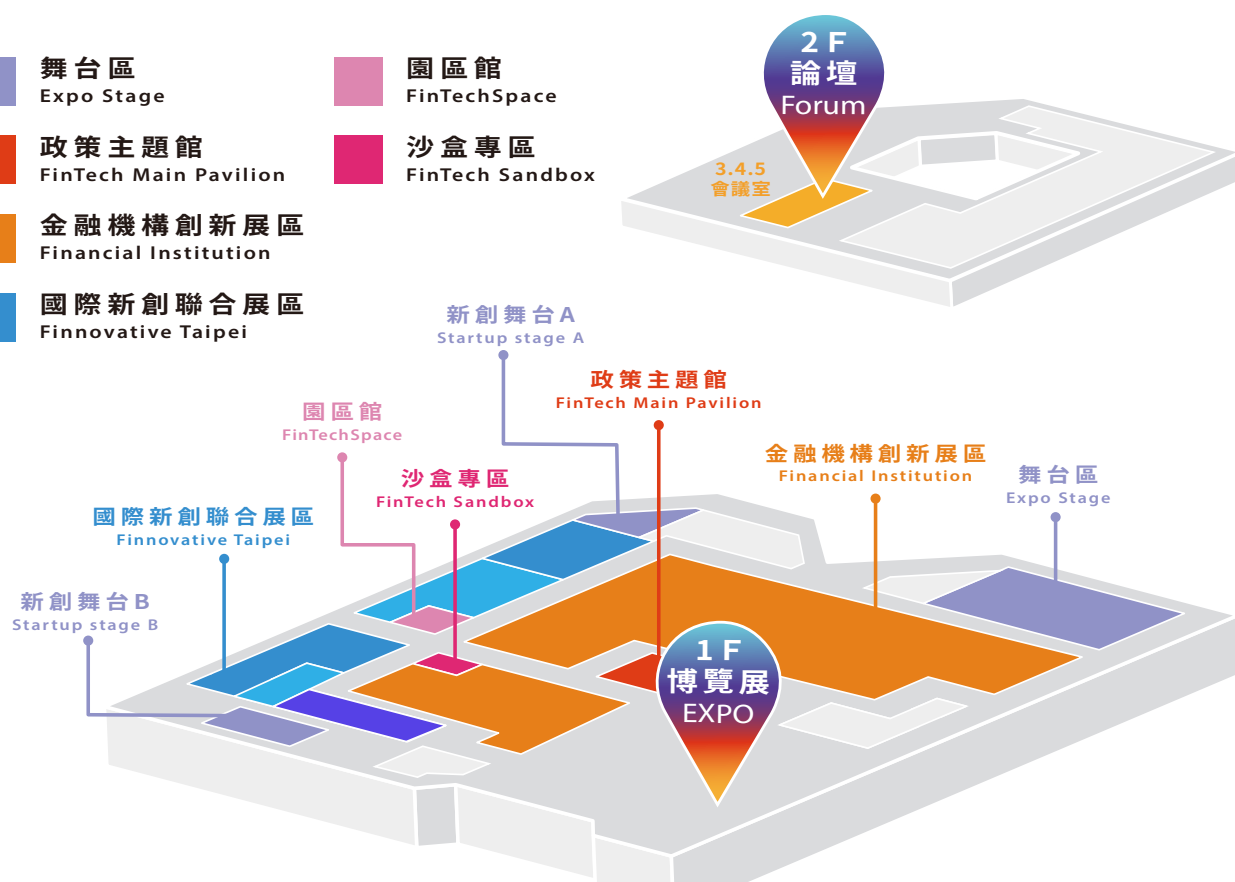 舞台區
Expo Stage
園區館
FinTechSpace
政策主題館
FinTech Main Pavilion
沙盒專區
FinTech Sandbox
金融機構創新展區
Financial Institution
國際新創聯合展區
Finnovative Taipei
2F
論壇
Forum
3.4.5
會議室
新創舞台A
Startup stage A
政策主題館
FinTech Main Pavilion
園區館
FinTechSpace
金融機構創新展區
Financial Institution
舞台區
Expo Stage
沙盒專區
FinTech Sandbox
國際新創聯合展區
Finnovative Taipei
新創舞台B
Startup stage B
1F
博覽展
EXPO